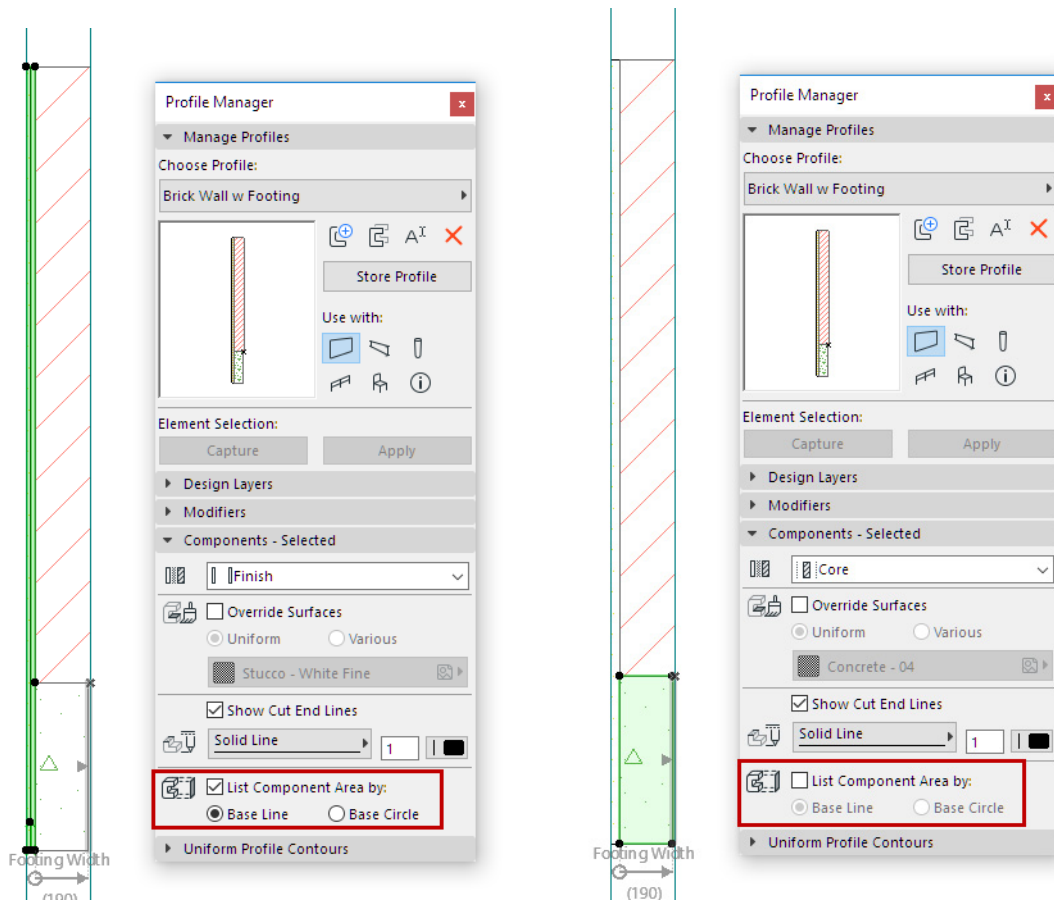 Profile Manager
x
Manage Profiles
Choose Profile:
Brick Wall w Footing
A
Store Profile
Use with:
Element Selection:
Capture Apply
Design Layers
Modifiers
Components - Selected
Finish
Override Surfaces
Uniform Various
Stucco - White Fine
Show Cut End Lines
Solid Line 1
List Component Area by:
Base Line Base Circle
Uniform Profile Contours
Footing Width
(190)
Profile Manager
x
Manage Profiles
Choose Profile:
Brick Wall w Footing
A
Store Profile
Use with:
Element Selection:
Capture Apply
Design Layers
Modifiers
Components - Selected
Core
Override Surfaces
Uniform Various
Concrete - 04
Show Cut End Lines
Solid Line 1
List Component Area by:
Base Line Base Circle
Uniform Profile Contours
Footing Width
(190)